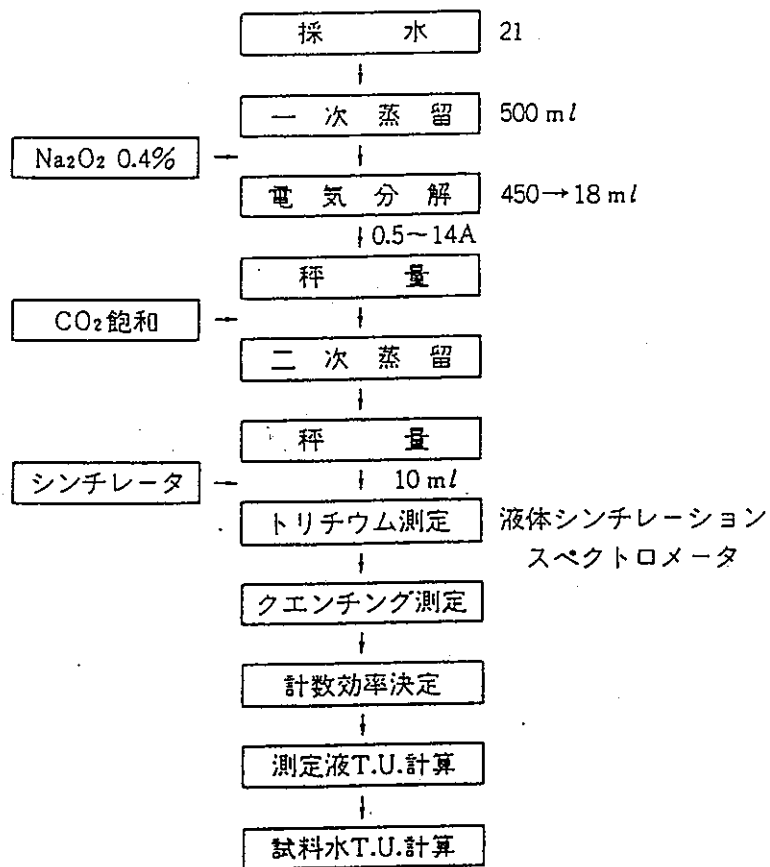 採水 21
一次蒸留 500 ml
Na₂O₂ 0.4%
電気分解 450→18 ml
0.5〜14A
秤量
CO₂飽和
二次蒸留
秤量
シンチレータ 10 ml
トリチウム測定 液体シンチレーション
スペクトロメータ
クエンチング測定
計数効率決定
測定液T.U.計算
試料水T.U.計算